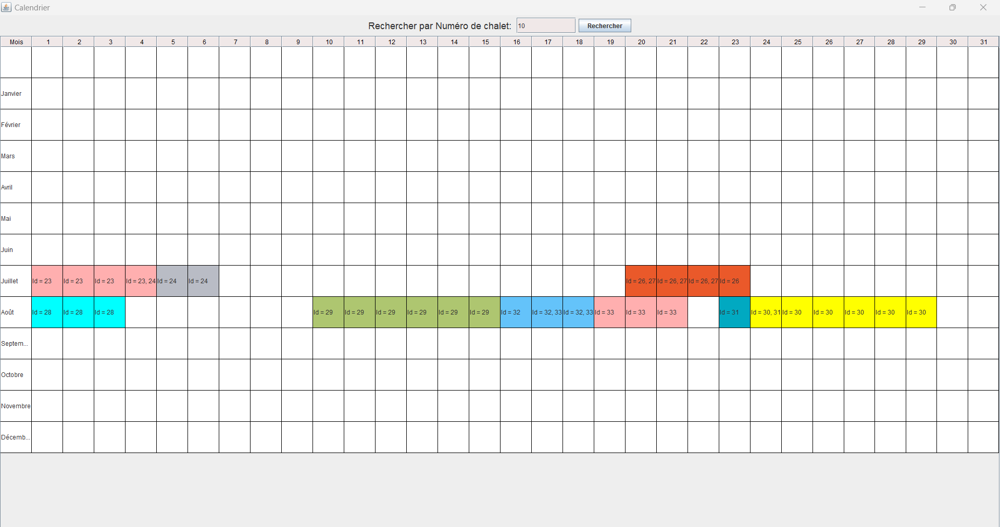 Calendrier
Rechercher par Numéro de chalet: 10 Rechercher
Mois 1 2 3 4 5 6 7 8 9 10 11 12 13 14 15 16 17 18 19 20 21 22 23 24 25 26 27 28 29 30 31
Janvier
Février
Mars
Avril
Mai
Juin
Juillet Id = 23 Id = 23 Id = 23 Id = 23, 24 Id = 24 Id = 24 Id = 26, 27 Id = 26, 27 Id = 26, 27 Id = 26
Août Id = 28 Id = 28 Id = 28 Id = 29 Id = 29 Id = 29 Id = 29 Id = 29 Id = 29 Id = 32 Id = 32, 33 Id = 32, 33 Id = 33 Id = 33 Id = 33 Id = 31 Id = 30, 31 Id = 30 Id = 30 Id = 30 Id = 30 Id = 30
Septem...
Octobre
Novembre
Décemb...